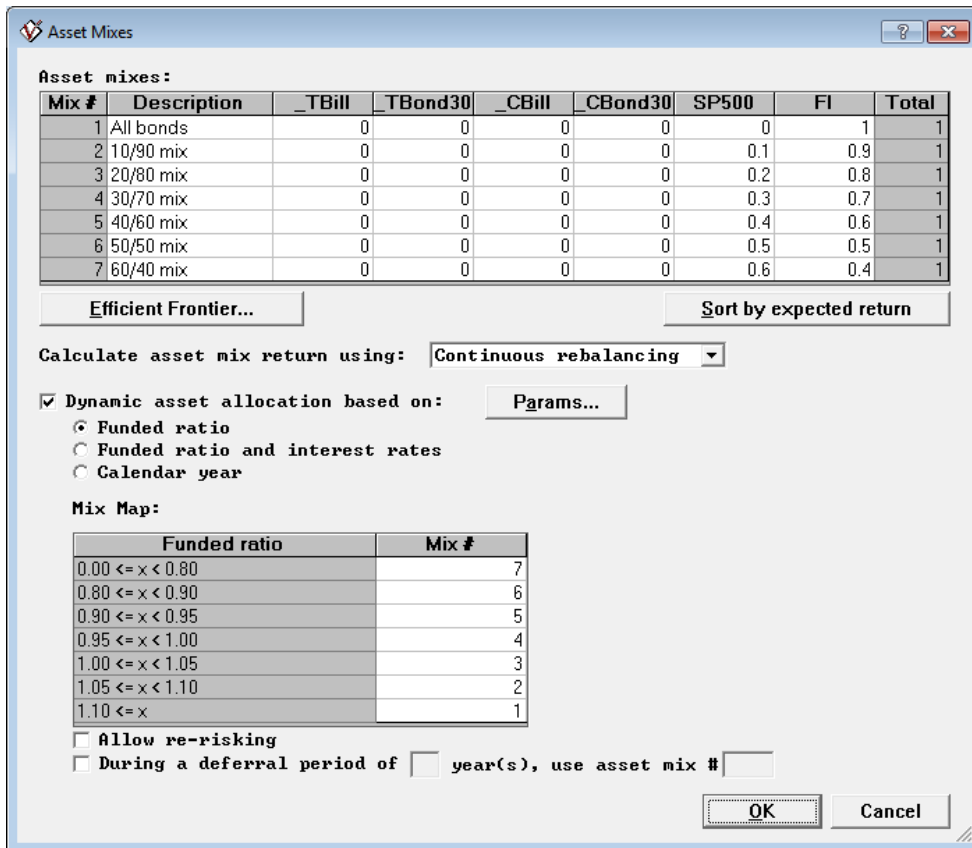 Asset Mixes
Asset mixes:
Mix # Description _TBill _TBond30 _CBill _CBond30 SP500 FI Total
1 All bonds 0 0 0 0 0 1 1
2 10/90 mix 0 0 0 0 0.1 0.9 1
3 20/80 mix 0 0 0 0 0.2 0.8 1
4 30/70 mix 0 0 0 0 0.3 0.7 1
5 40/60 mix 0 0 0 0 0.4 0.6 1
6 50/50 mix 0 0 0 0 0.5 0.5 1
7 60/40 mix 0 0 0 0 0.6 0.4 1
Efficient Frontier... Sort by expected return
Calculate asset mix return using: Continuous rebalancing
Dynamic asset allocation based on: Params...
Funded ratio
Funded ratio and interest rates
Calendar year
Mix Map:
Funded ratio Mix #
0.00 <= x < 0.80 7
0.80 <= x < 0.90 6
0.90 <= x < 0.95 5
0.95 <= x < 1.00 4
1.00 <= x < 1.05 3
1.05 <= x < 1.10 2
1.10 <= x 1
Allow re-risking
During a deferral period of year(s), use asset mix #
OK Cancel